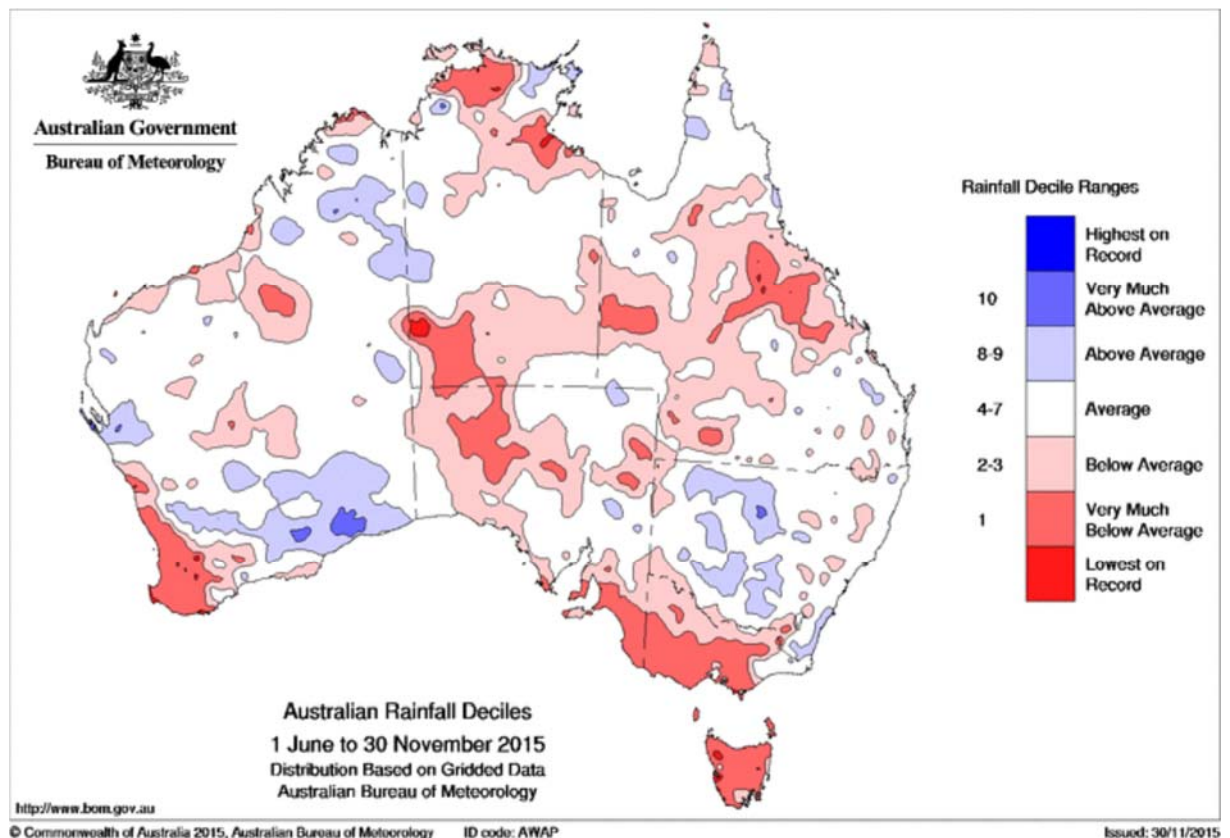 Australian Government
Bureau of Meteorology
Rainfall Decile Ranges
Highest on
Record
10
Very Much
Above Average
8-9
Above Average
4-7
Average
2-3
Below Average
1
Very Much
Below Average
Lowest on
Record
Australian Rainfall Deciles
1 June to 30 November 2015
Distribution Based on Gridded Data
Australian Bureau of Meteorology
http://www.bom.gov.au
© Commonwealth of Australia 2015, Australian Bureau of Meteorology ID code: AWAP Issued: 30/11/2015